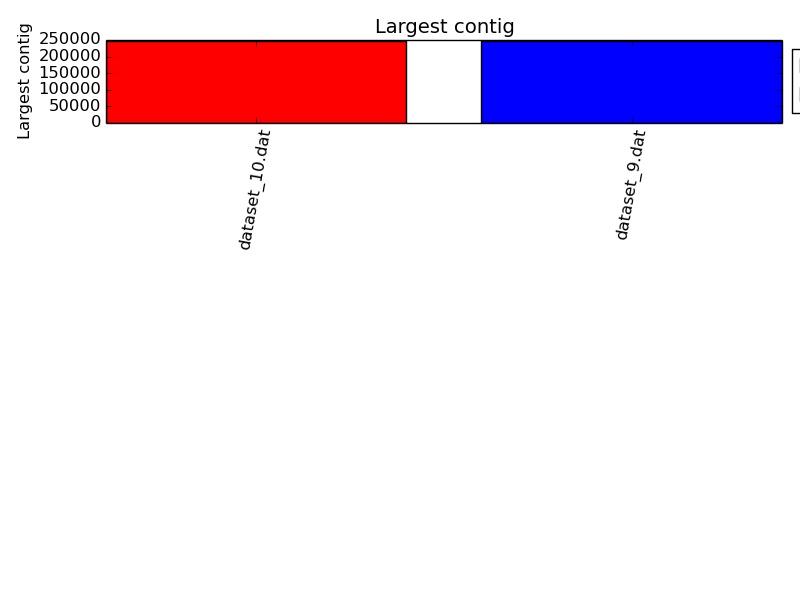 Largest contig
Largest contig
250000
200000
150000
100000
50000
0
dataset_10.dat
dataset_9.dat